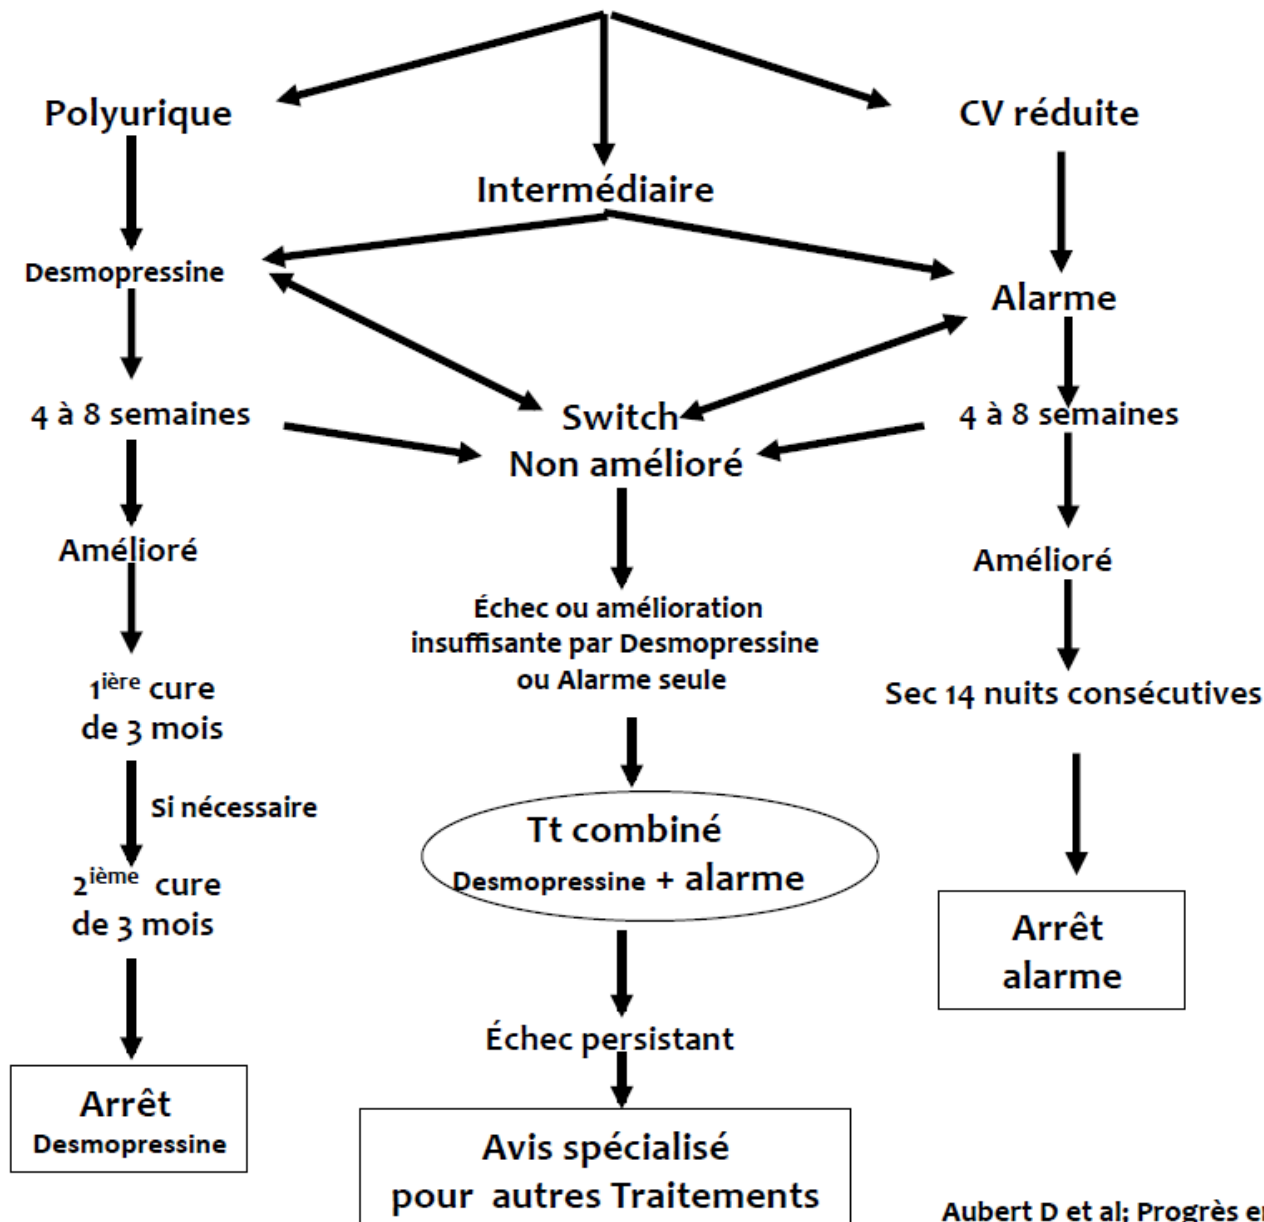 Polyurique
CV réduite
Intermédiaire
Desmopressine
Alarme
4 à 8 semaines
Switch
Non amélioré
4 à 8 semaines
Amélioré
Amélioré
Échec ou amélioration
insuffisante par Desmopressine
ou Alarme seule
1ière cure
de 3 mois
Sec 14 nuits consécutives
Si nécessaire
Tt combiné
Desmopressine + alarme
2ième cure
de 3 mois
Arrêt
alarme
Échec persistant
Arrêt
Desmopressine
Avis spécialisé
pour autres Traitements
Aubert D et al; Progrès